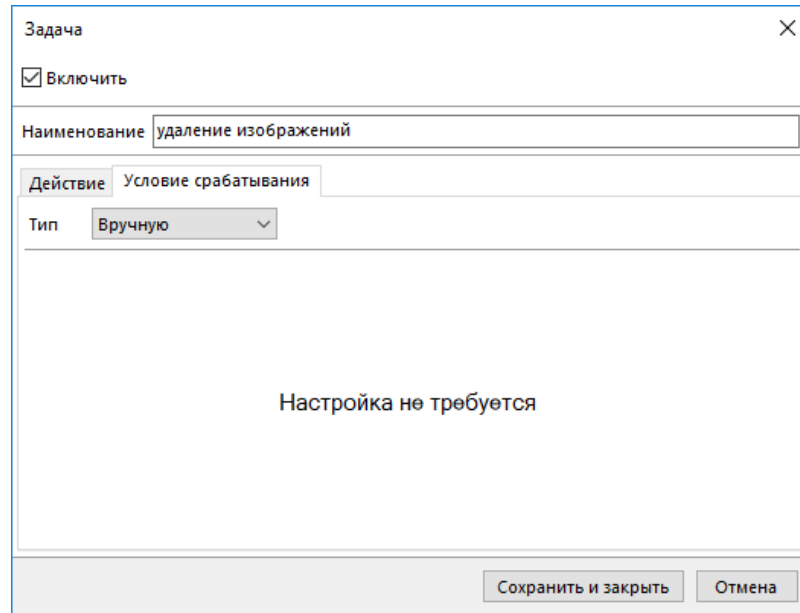 Задача
Включить
Наименование удаление изображений
Действие Условие срабатывания
Тип Вручную
Настройка не требуется
Сохранить и закрыть Отмена